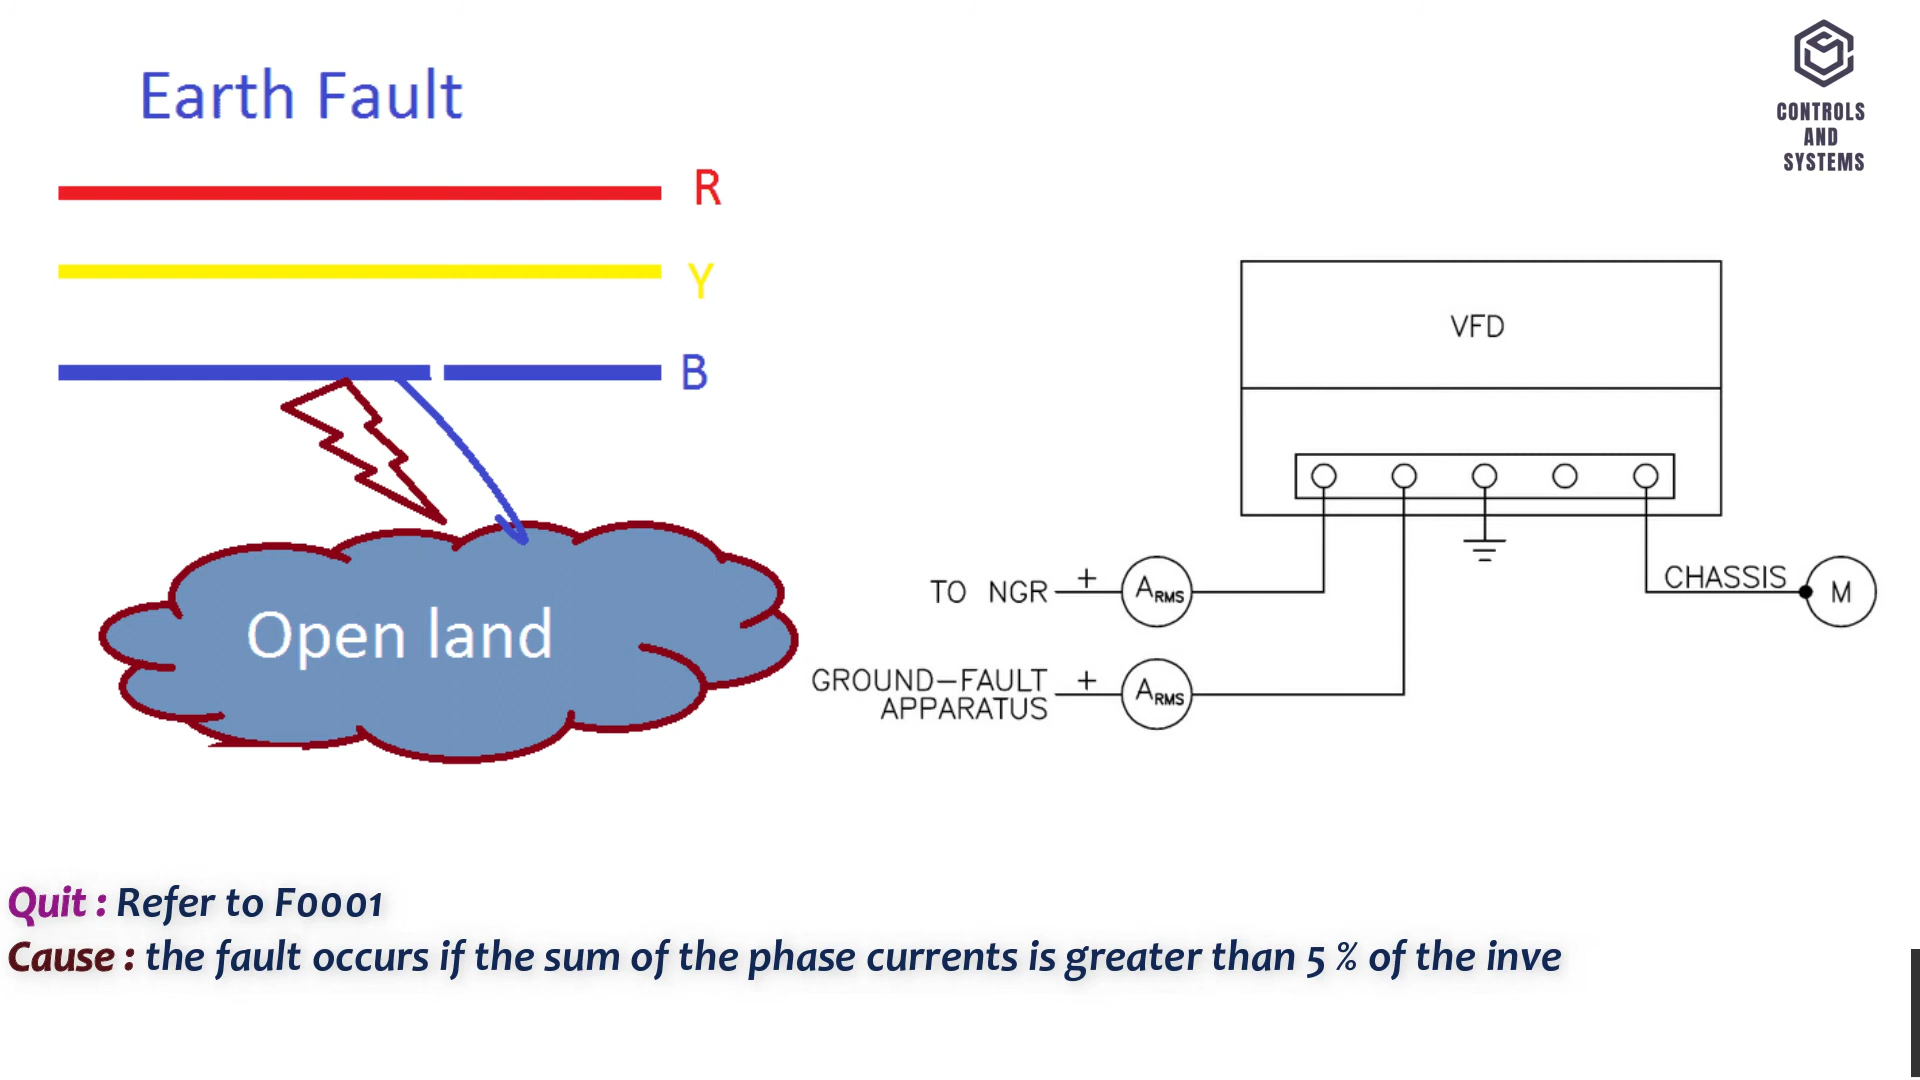 Earth Fault
CONTROLS
AND
SYSTEMS
R
Y
B
VFD
Open land
TO NGR
+
ARMS
CHASSIS
M
GROUND-FAULT
APPARATUS
+
ARMS
Quit : Refer to F0001
Cause : the fault occurs if the sum of the phase currents is greater than 5 % of the inve